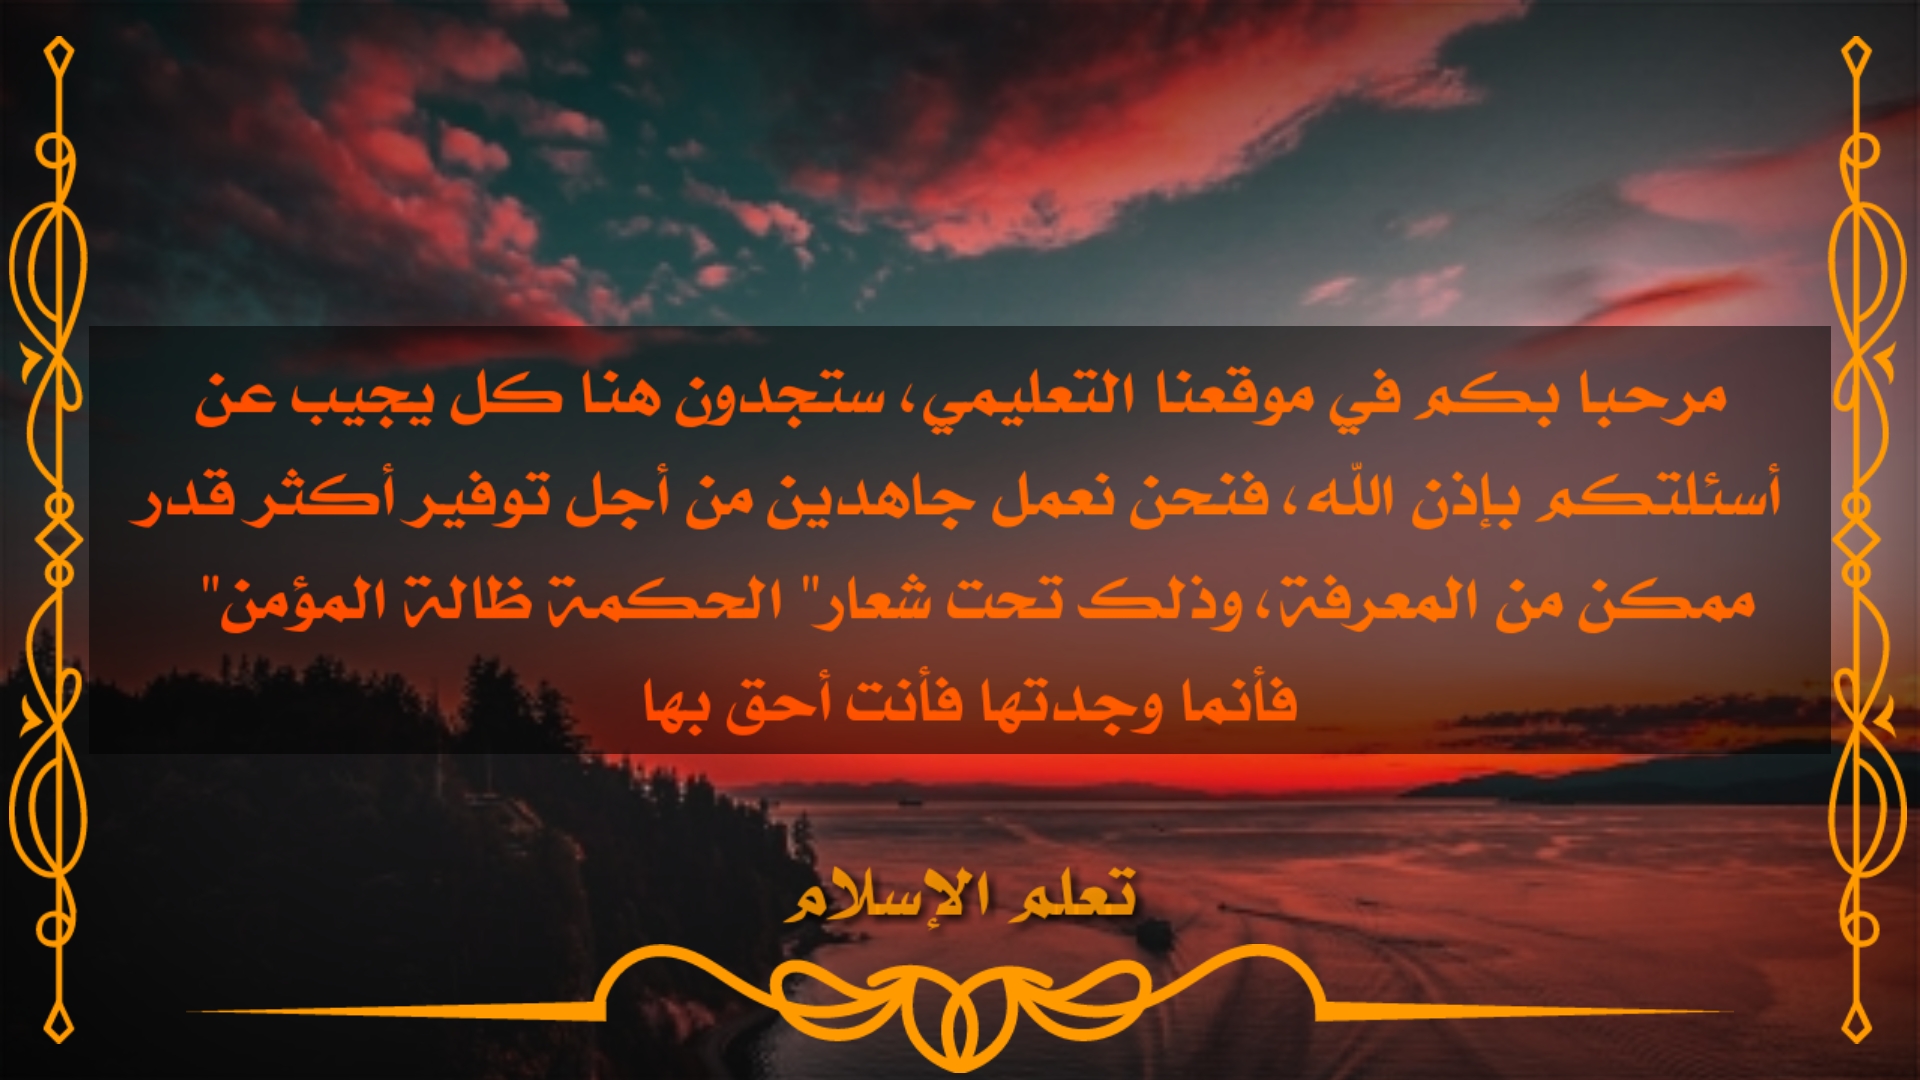 مرحبا بكم في موقعنا التعليمي، ستجدون هنا كل يجيب عن
أسئلتكم بإذن الله، فنحن نعمل جاهدين من أجل توفير أكثر قدر
ممكن من المعرفة، وذلك تحت شعار" الحكمة ظالة المؤمن"
فأنما وجدتها فأنت أحق بها
تعلم الإسلام